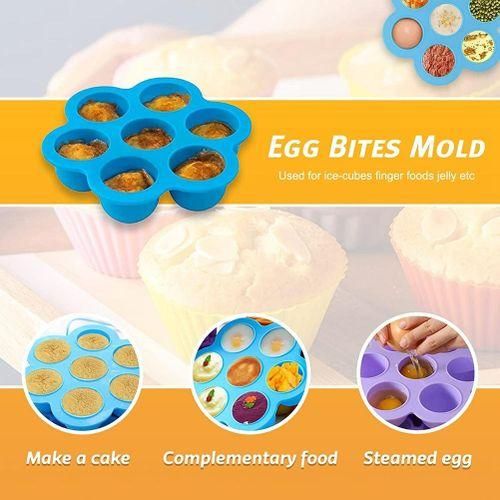 EGG BITES MOLD
Used for ice-cubes finger foods jelly etc
Make a cake
Complementary food
Steamed egg